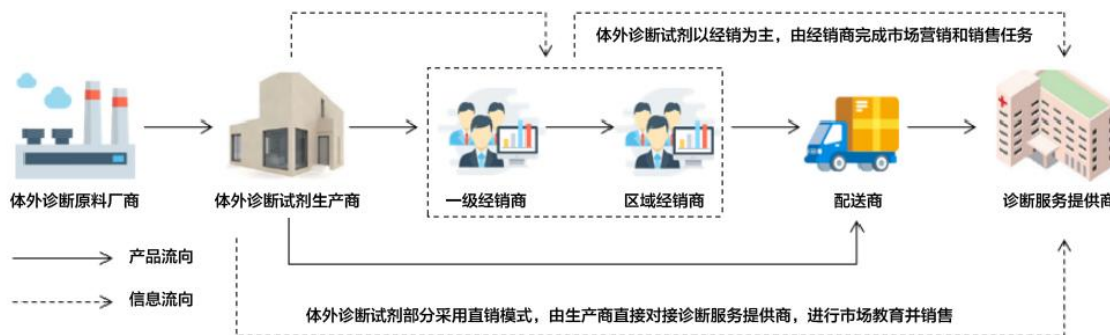 体外诊断试剂以经销为主，由经销商完成市场营销和销售任务
体外诊断原料厂商
体外诊断试剂生产商
一级经销商
区域经销商
配送商
诊断服务提供商
产品流向
信息流向
体外诊断试剂部分采用直销模式，由生产商直接对接诊断服务提供商，进行市场教育并销售